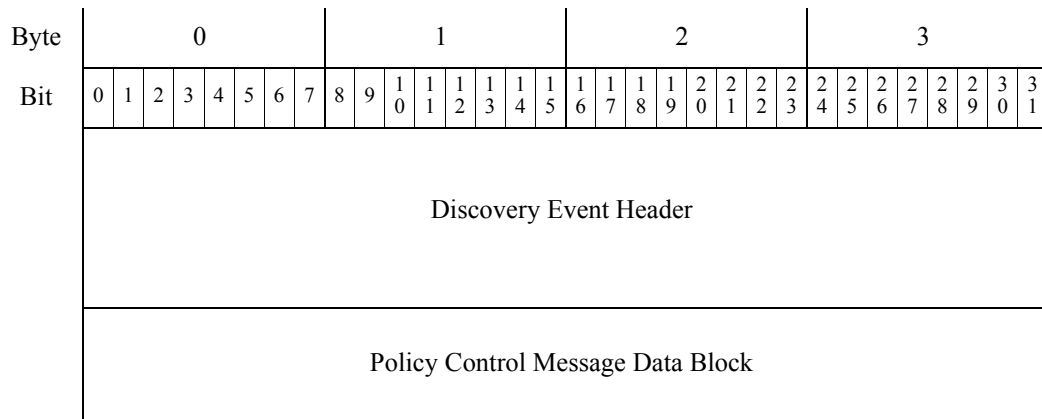 Byte 0 1 2 3
Bit 0 1 2 3 4 5 6 7 8 9 10 11 12 13 14 15 16 17 18 19 20 21 22 23 24 25 26 27 28 29 30 31
Discovery Event Header
Policy Control Message Data Block